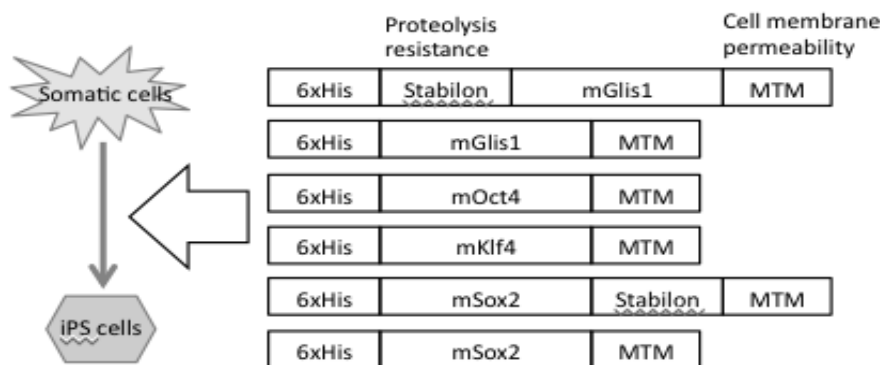 Proteolysis resistance
Cell membrane permeability
Somatic cells
6xHis Stabilon mGlis1 MTM
6xHis mGlis1 MTM
6xHis mOct4 MTM
6xHis mKlf4 MTM
6xHis mSox2 Stabilon MTM
iPS cells
6xHis mSox2 MTM